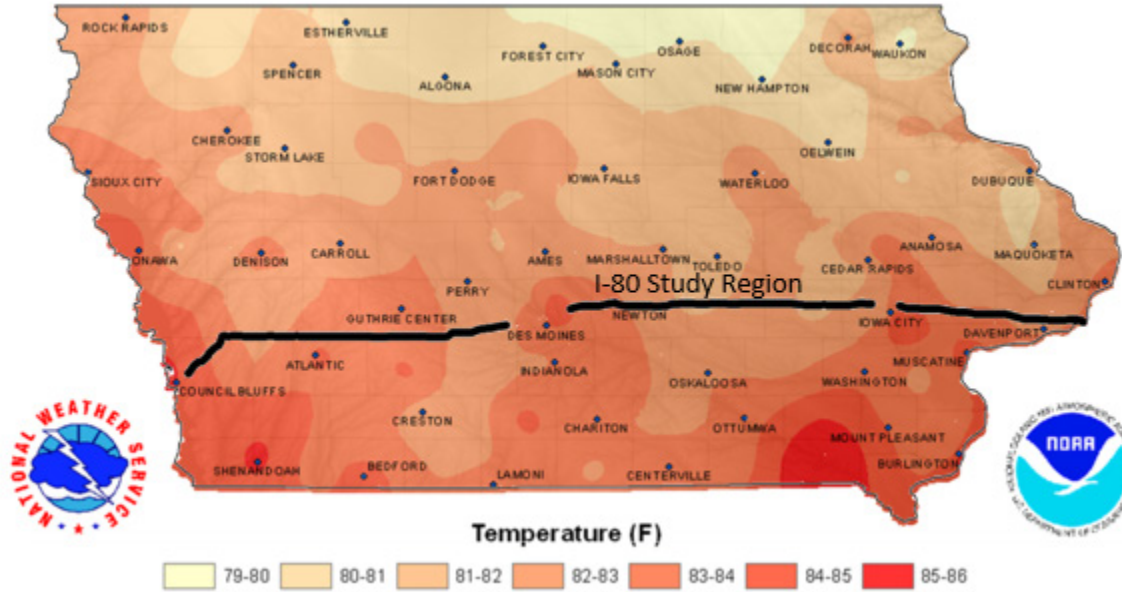 ROCK RAPIDS
ESTHERVILLE
FOREST CITY
OSAGE
DECORAH
WAUKON
SPENCER
ALGONA
MASON CITY
NEW HAMPTON
CHEROKEE
STORM LAKE
OELWEIN
SIOUX CITY
FORT DODGE
IOWA FALLS
WATERLOO
DUBUQUE
ONAWA
DENISON
CARROLL
AMES
MARSHALLTOWN
TOLEDO
ANAMOSA
MAQUOKETA
CEDAR RAPIDS
PERRY
I-80 Study Region
CLINTON
GUTHRIE CENTER
NEWTON
IOWA CITY
DES MOINES
DAVENPORT
ATLANTIC
INDIANOLA
MUSCATINE
COUNCIL BLUFFS
OSKALOOSA
WASHINGTON
CRESTON
CHARITON
OTTUMWA
MOUNT PLEASANT
SHENANDOAH
BEDFORD
LAMONI
CENTERVILLE
BURLINGTON
NATIONAL WEATHER SERVICE
NOAA
Temperature (F)
79-80 80-81 81-82 82-83 83-84 84-85 85-86